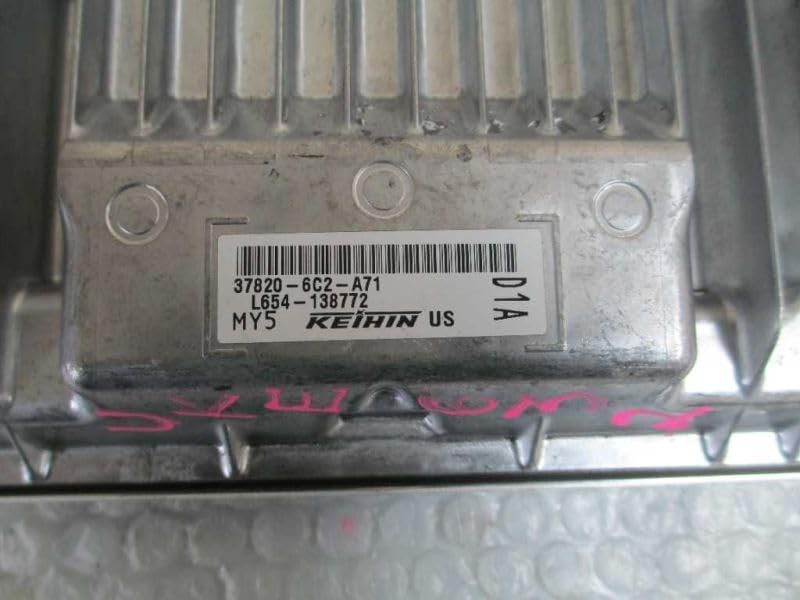 37820-6C2-A71
L654-138772
MY5 KEIHIN US
D1A